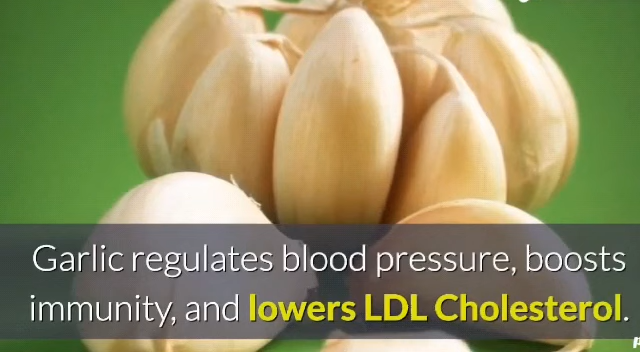 Garlic regulates blood pressure, boosts
immunity, and lowers LDL Cholesterol.